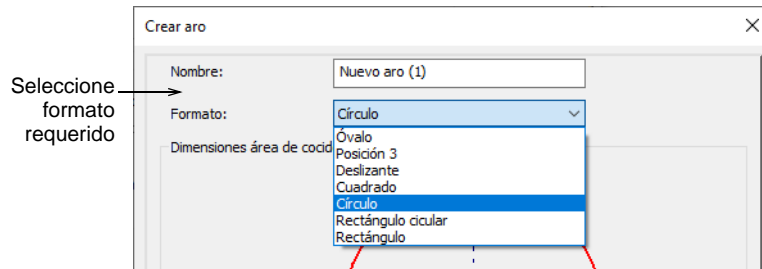 Crear aro
Nombre:
Nuevo aro (1)
Seleccione
formato
requerido
Formato:
Círculo
Dimensiones área de cocid
Óvalo
Posición 3
Deslizante
Cuadrado
Círculo
Rectángulo cicular
Rectángulo